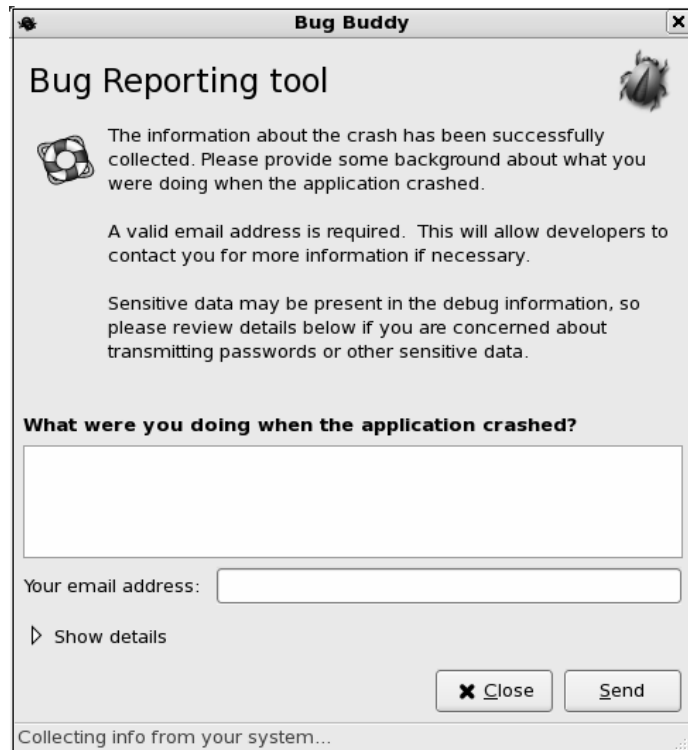 Bug Buddy
Bug Reporting tool
The information about the crash has been successfully
collected. Please provide some background about what you
were doing when the application crashed.
A valid email address is required.  This will allow developers to
contact you for more information if necessary.
Sensitive data may be present in the debug information, so
please review details below if you are concerned about
transmitting passwords or other sensitive data.
What were you doing when the application crashed?
Your email address:
Show details
Close
Send
Collecting info from your system...